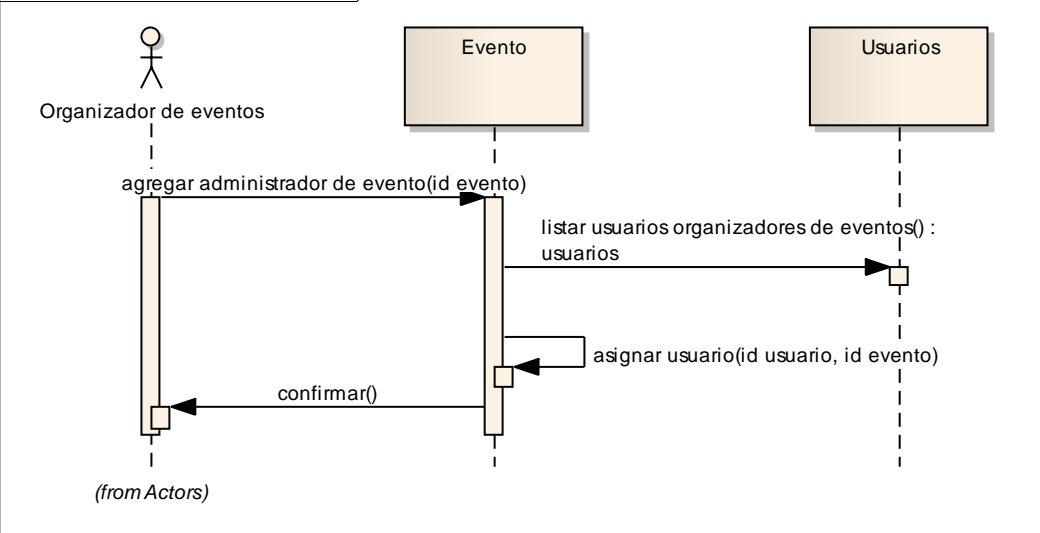 Organizador de eventos
Evento
Usuarios
agregar administrador de evento(id evento)
listar usuarios organizadores de eventos() :
usuarios
asignar usuario(id usuario, id evento)
confirmar()
(from Actors)